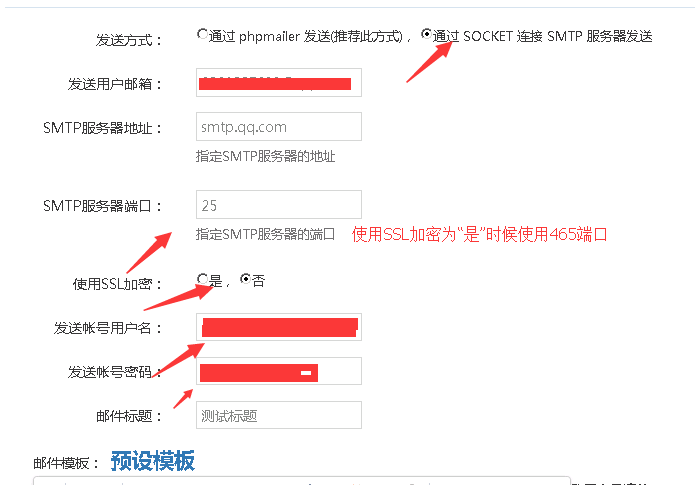 发送方式： 通过 phpmailer 发送(推荐此方式) ， 通过 SOCKET 连接 SMTP 服务器发送
发送用户邮箱：
SMTP服务器地址： smtp.qq.com
指定SMTP服务器的地址
SMTP服务器端口： 25
指定SMTP服务器的端口 使用SSL加密为“是”时候使用465端口
使用SSL加密： 是， 否
发送帐号用户名：
发送帐号密码：
邮件标题： 测试标题
邮件模板： 预设模板